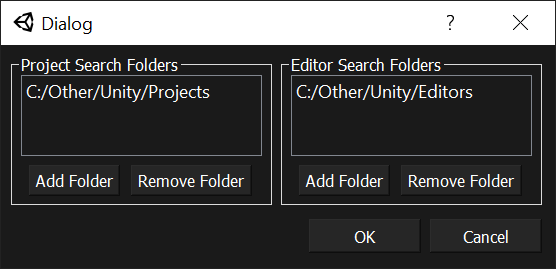 Dialog
?
Project Search Folders
C:/Other/Unity/Projects
Add Folder
Remove Folder
Editor Search Folders
C:/Other/Unity/Editors
Add Folder
Remove Folder
OK
Cancel